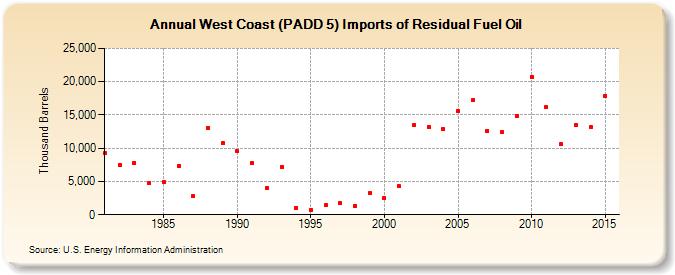 Annual West Coast (PADD 5) Imports of Residual Fuel Oil
Thousand Barrels
25,000
20,000
15,000
10,000
5,000
0
1985 1990 1995 2000 2005 2010 2015
Source: U.S. Energy Information Administration